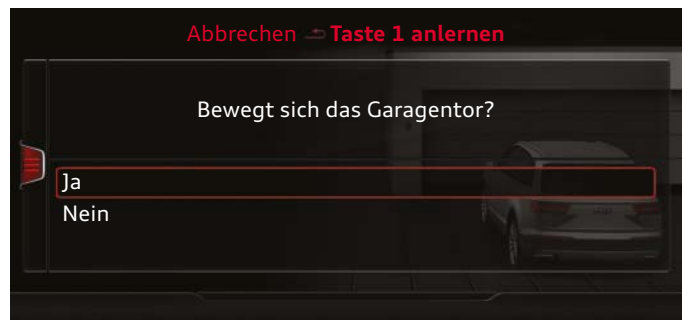 Abbrechen Taste 1 anlernen
Bewegt sich das Garagentor?
Ja
Nein